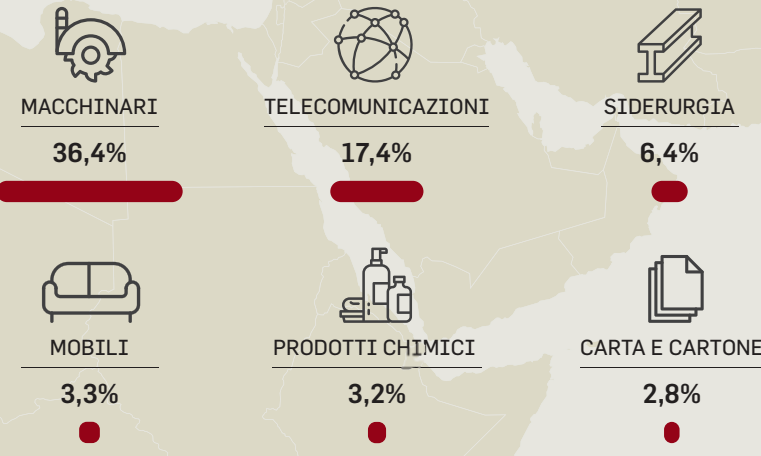 MACCHINARI
36,4%
TELECOMUNICAZIONI
17,4%
SIDERURGIA
6,4%
MOBILI
3,3%
PRODOTTI CHIMICI
3,2%
CARTA E CARTONE
2,8%